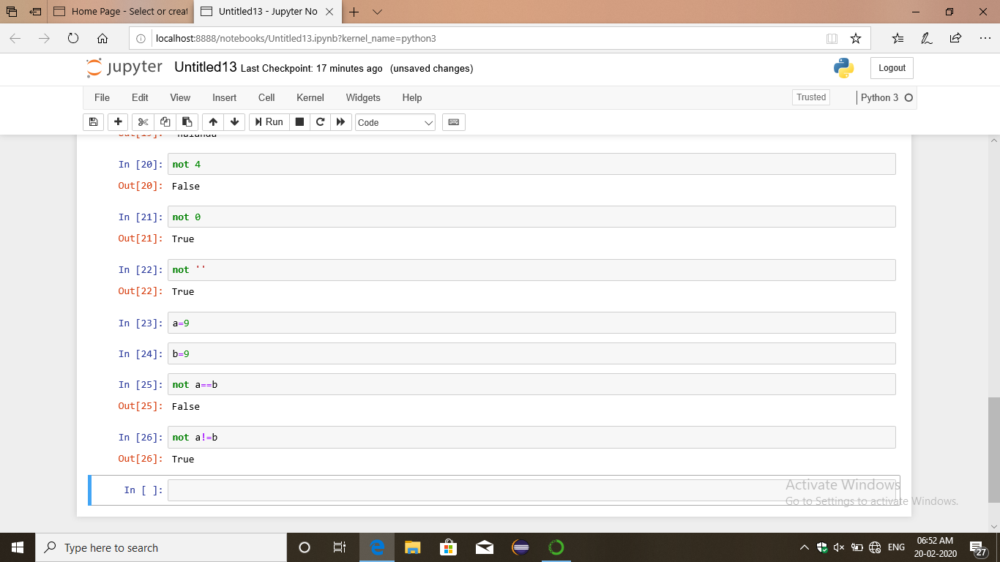 Home Page - Select or creat
Untitled13 - Jupyter No
localhost:8888/notebooks/Untitled13.ipynb?kernel_name=python3
jupyter Untitled13 Last Checkpoint: 17 minutes ago (unsaved changes)
Logout
File Edit View Insert Cell Kernel Widgets Help
Trusted
Python 3
Run
Code
In [20]: not 4
Out[20]: False
In [21]: not 0
Out[21]: True
In [22]: not ''
Out[22]: True
In [23]: a=9
In [24]: b=9
In [25]: not a==b
Out[25]: False
In [26]: not a!=b
Out[26]: True
In [ ]:
Activate Windows
Go to Settings to activate Windows.
Type here to search
ENG
06:52 AM
20-02-2020
27